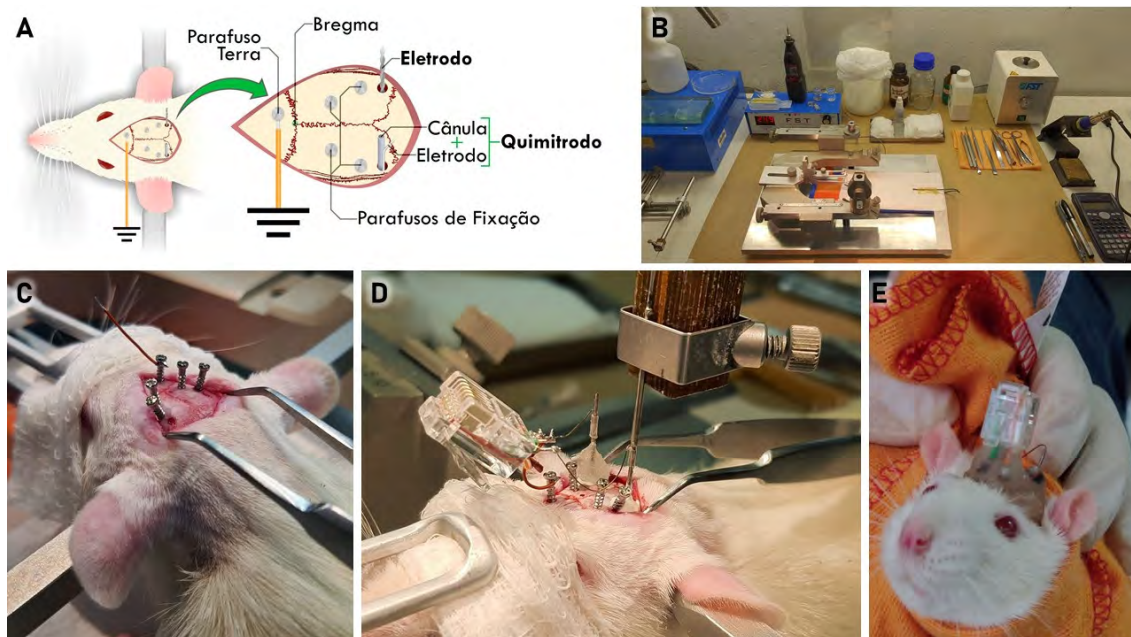 A
Parafuso
Terra
Bregma
Eletrodo
Cânula
+
Eletrodo
Quimitrodo
Parafusos de Fixação
B
F.S.T
FST
C
D
E